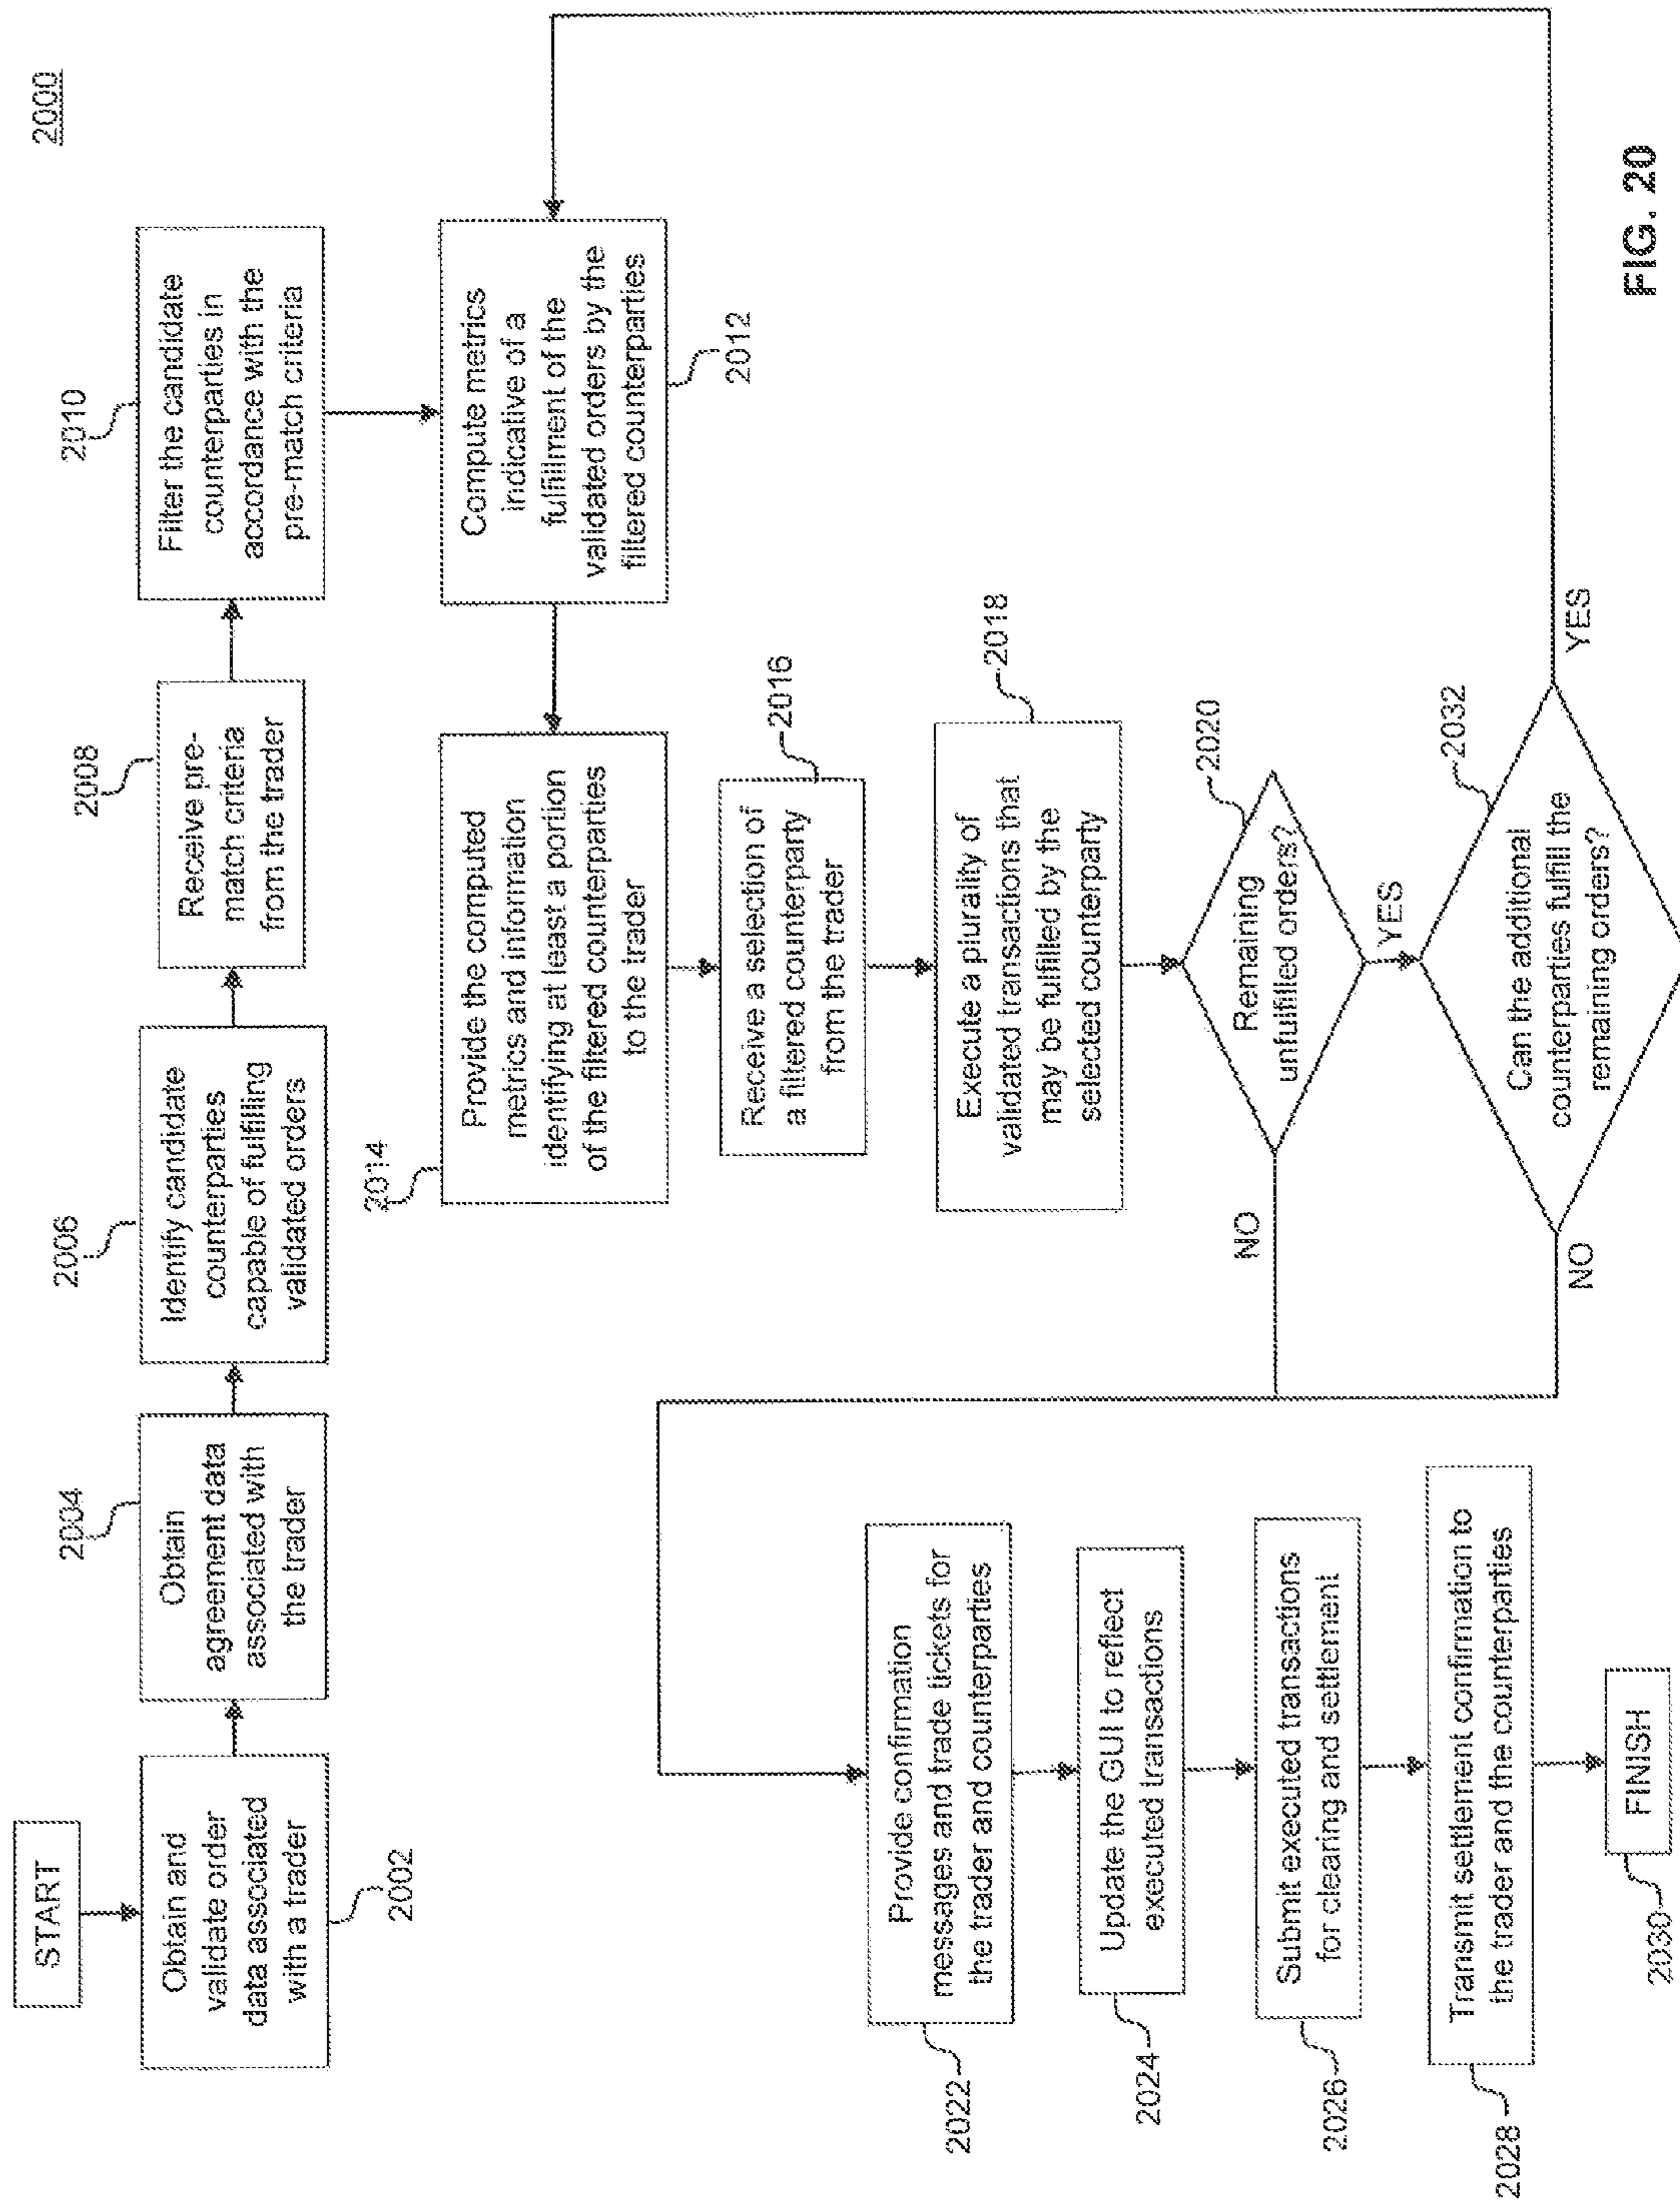 2000
START
Obtain and
validate order
data associated
with a trader
2002
2004
Obtain
agreement data
associated with
the trader
2006
Identify candidate
counterparties
capable of fulfilling
validated orders
2008
Receive pre-
match criteria
from the trader
2010
Filter the candidate
counterparties in
accordance with the
pre-match criteria
Compute metrics
indicative of a
fulfillment of the
validated orders by the
filtered counterparties
2012
2014
Provide the computed
metrics and information
identifying at least a portion
of the filtered counterparties
to the trader
2016
Receive a selection of
a filtered counterparty
from the trader
2018
Execute a plurality of
validated transactions that
may be fulfilled by the
selected counterparty
2020
Remaining
unfulfilled orders?
NO
YES
2032
Can the additional
counterparties fulfill the
remaining orders?
YES
NO
Provide confirmation
messages and trade tickets for
the trader and counterparties
2022
Update the GUI to reflect
executed transactions
2024
Submit executed transactions
for clearing and settlement
2026
Transmit settlement confirmation to
the trader and the counterparties
2028
FINISH
2030
FIG. 20